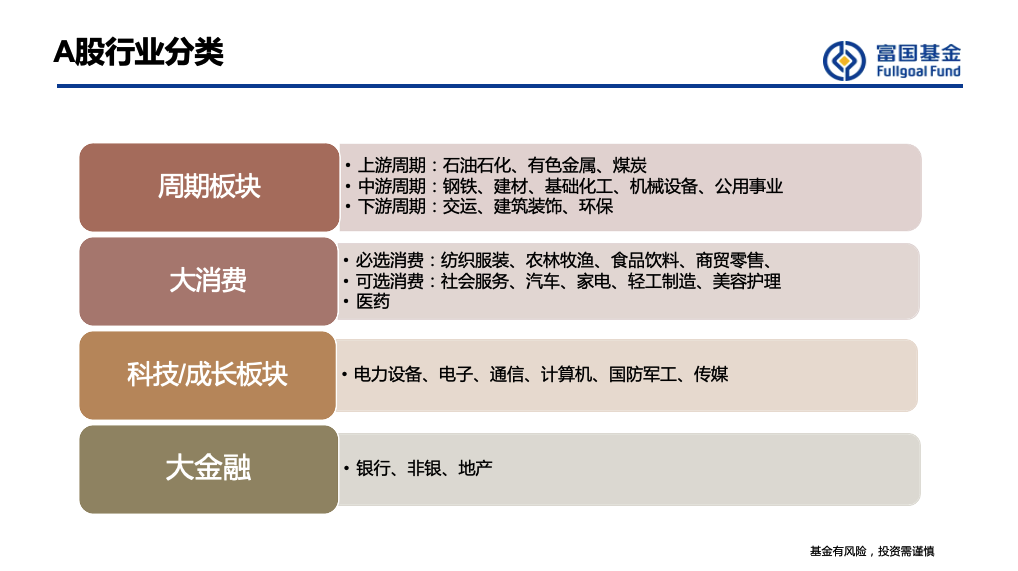 A股行业分类
富国基金
Fullgoal Fund
周期板块
• 上游周期：石油石化、有色金属、煤炭
• 中游周期：钢铁、建材、基础化工、机械设备、公用事业
• 下游周期：交运、建筑装饰、环保
大消费
• 必选消费：纺织服装、农林牧渔、食品饮料、商贸零售、
• 可选消费：社会服务、汽车、家电、轻工制造、美容护理
• 医药
科技/成长板块
• 电力设备、电子、通信、计算机、国防军工、传媒
大金融
• 银行、非银、地产
基金有风险，投资需谨慎